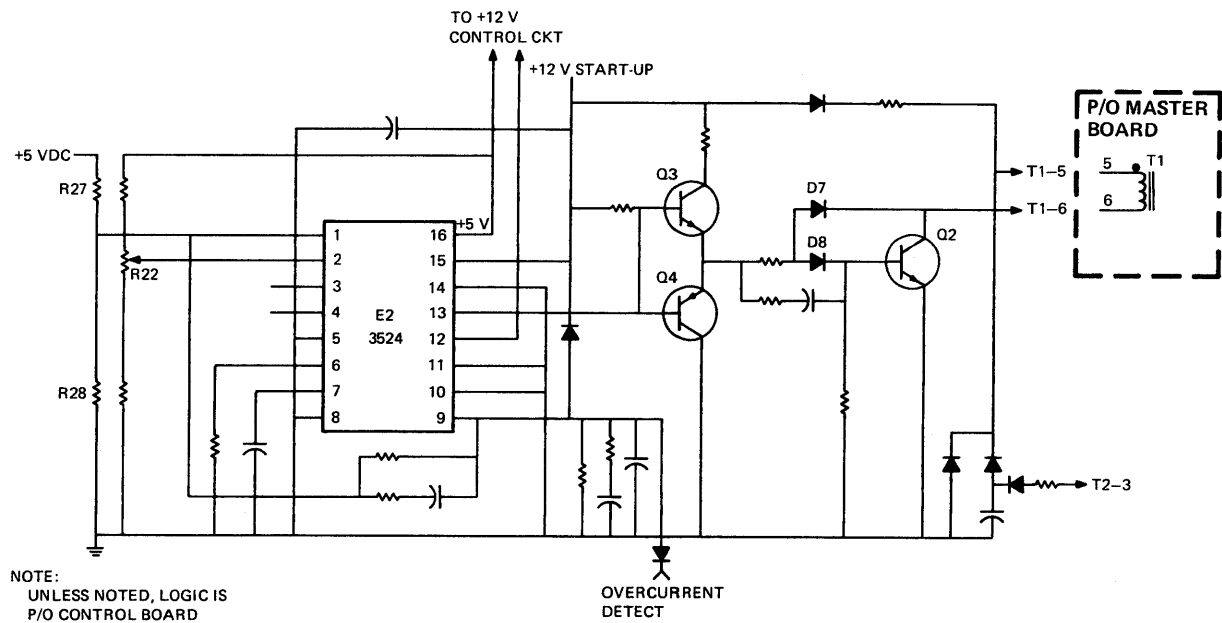 TO +12 V
CONTROL CKT
+12 V START-UP
P/O MASTER
BOARD
5 T1
6
+5 VDC
R27
R22
R28
Q3
Q4
D7
D8
Q2
T1–5
T1–6
+5 V
1 16
2 15
3 14
4 13
E2
3524
5 12
6 11
7 10
8 9
T2–3
OVERCURRENT
DETECT
NOTE:
UNLESS NOTED, LOGIC IS
P/O CONTROL BOARD